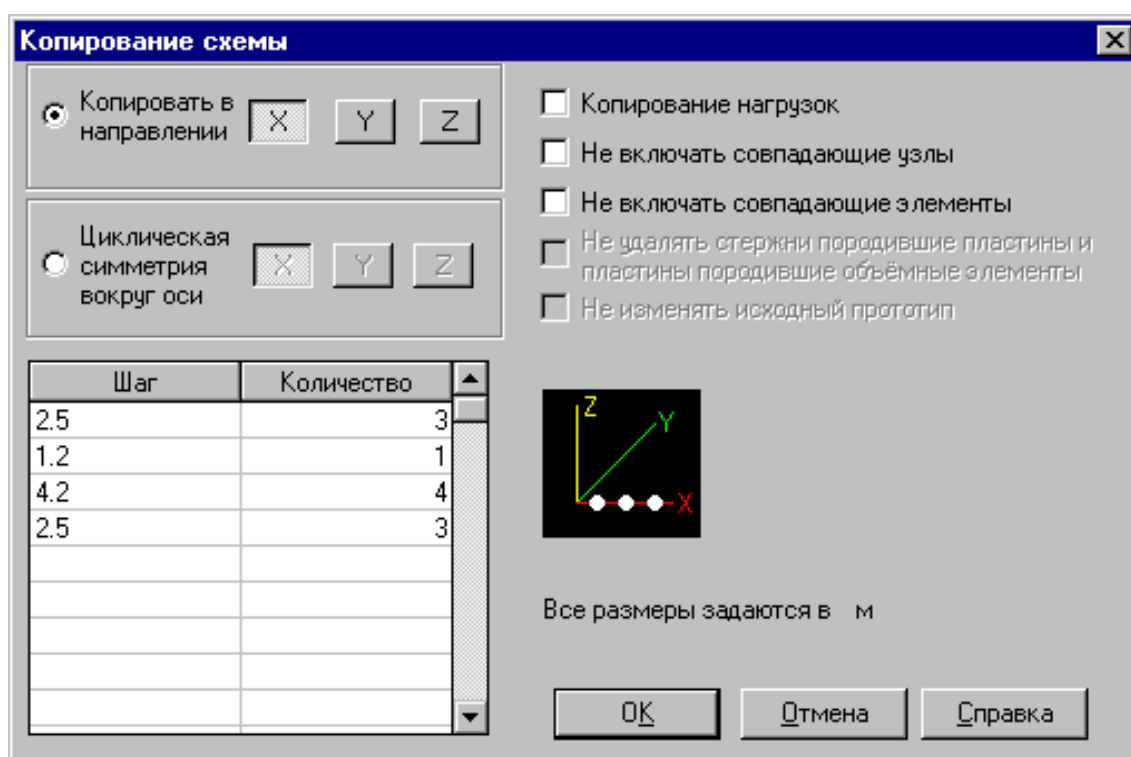 Копирование схемы
Копировать в
направлении
X Y Z
Циклическая
симметрия
вокруг оси
X Y Z
Копирование нагрузок
Не включать совпадающие узлы
Не включать совпадающие элементы
Не удалять стержни породившие пластины и
пластины породившие объёмные элементы
Не изменять исходный прототип
Шаг Количество
2.5 3
1.2 1
4.2 4
2.5 3
Z
Y
X
Все размеры задаются в м
OK Отмена Справка